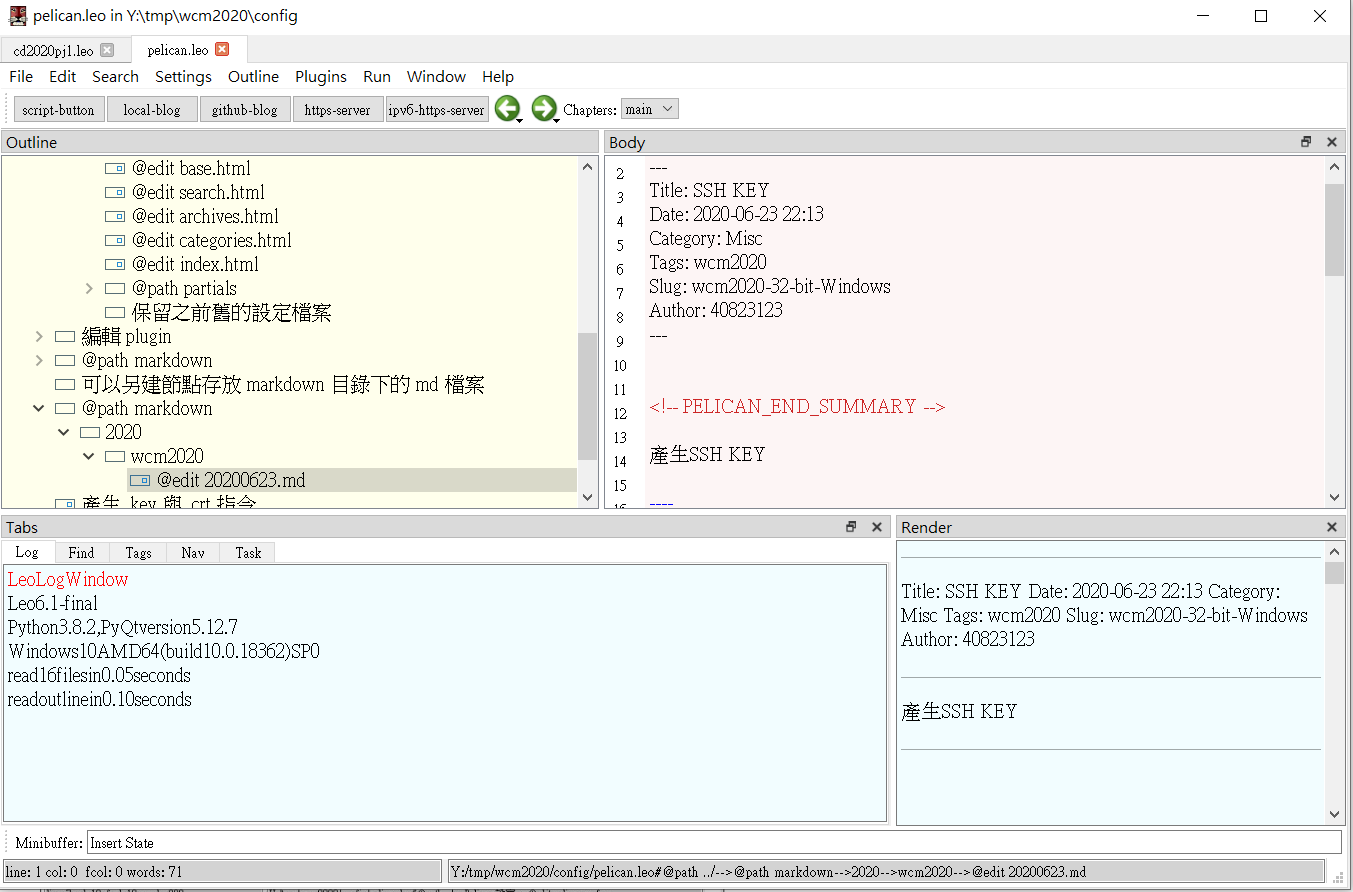 pelican.leo in Y:\tmp\wcm2020\config
cd2020pj1.leo
pelican.leo
File Edit Search Settings Outline Plugins Run Window Help
script-button local-blog github-blog https-server ipv6-https-server Chapters: main
Outline
@edit base.html
@edit search.html
@edit archives.html
@edit categories.html
@edit index.html
@path partials
保留之前舊的設定檔案
編輯 plugin
@path markdown
可以另建節點存放 markdown 目錄下的 md 檔案
@path markdown
2020
wcm2020
@edit 20200623.md
產生 .key 與 .crt 指令
Body
2 ---
3 Title: SSH KEY
4 Date: 2020-06-23 22:13
5 Category: Misc
6 Tags: wcm2020
7 Slug: wcm2020-32-bit-Windows
8 Author: 40823123
9 ---
10
11
12 <!-- PELICAN_END_SUMMARY -->
13
14 產生SSH KEY
15
16 ----
Tabs
Log Find Tags Nav Task
LeoLogWindow
Leo6.1-final
Python3.8.2,PyQtversion5.12.7
Windows10AMD64(build10.0.18362)SP0
read16filesin0.05seconds
readoutlinein0.10seconds
Render
Title: SSH KEY Date: 2020-06-23 22:13 Category:
Misc Tags: wcm2020 Slug: wcm2020-32-bit-Windows
Author: 40823123
產生SSH KEY
Minibuffer: Insert State
line: 1 col: 0 fcol: 0 words: 71
Y:/tmp/wcm2020/config/pelican.leo#@path ../-->@path markdown-->2020-->wcm2020-->@edit 20200623.md